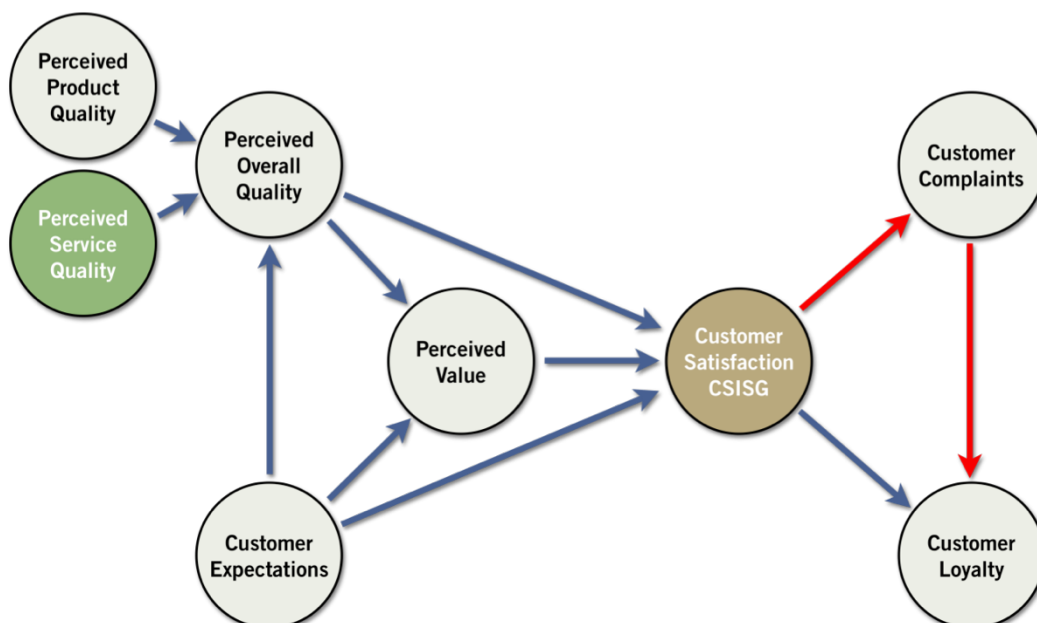 Perceived
Product
Quality
Perceived
Service
Quality
Perceived
Overall
Quality
Customer
Expectations
Perceived
Value
Customer
Satisfaction
CSISG
Customer
Complaints
Customer
Loyalty